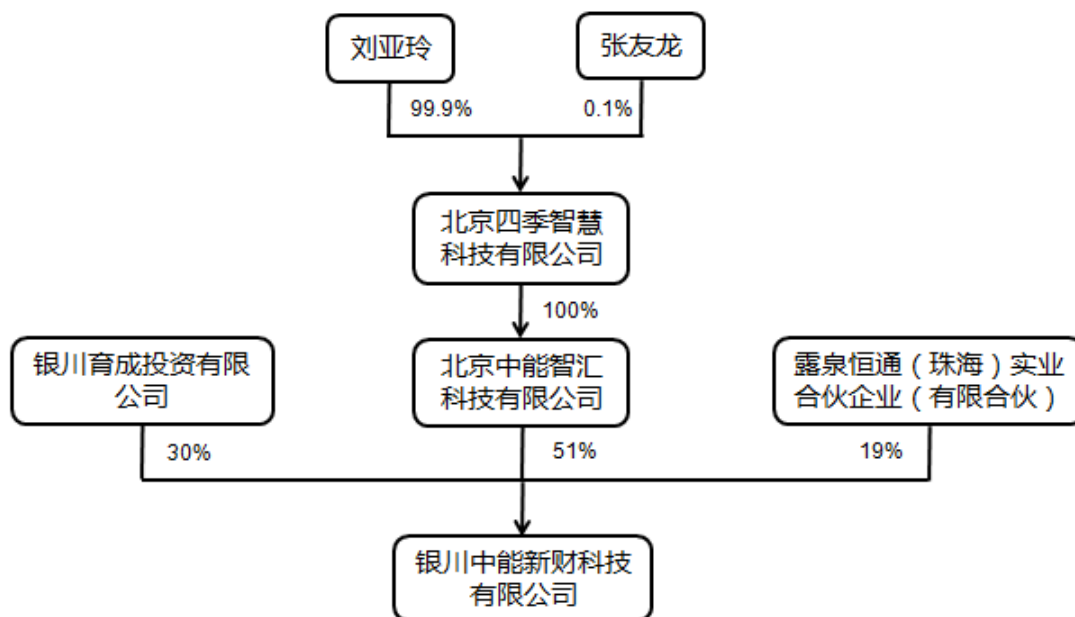 刘亚玲
张友龙
99.9%
0.1%
北京四季智慧
科技有限公司
100%
银川育成投资有限
公司
北京中能智汇
科技有限公司
露泉恒通（珠海）实业
合伙企业（有限合伙）
30%
51%
19%
银川中能新财科技
有限公司